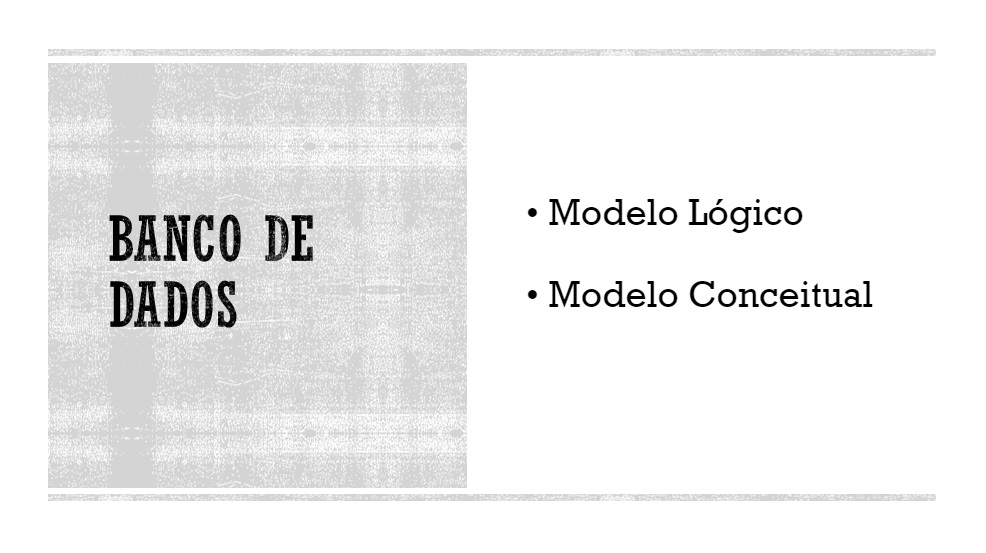 BANCO DE
DADOS
• Modelo Lógico
• Modelo Conceitual